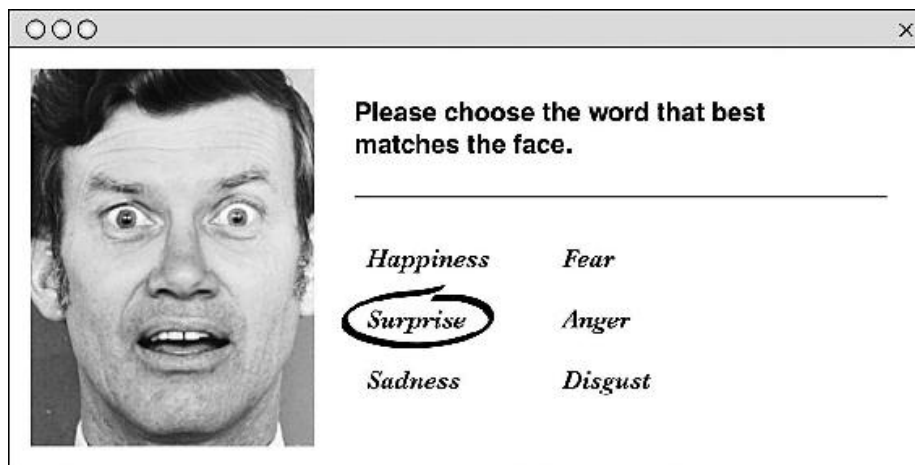 Please choose the word that best
matches the face.
Happiness
Fear
Surprise
Anger
Sadness
Disgust